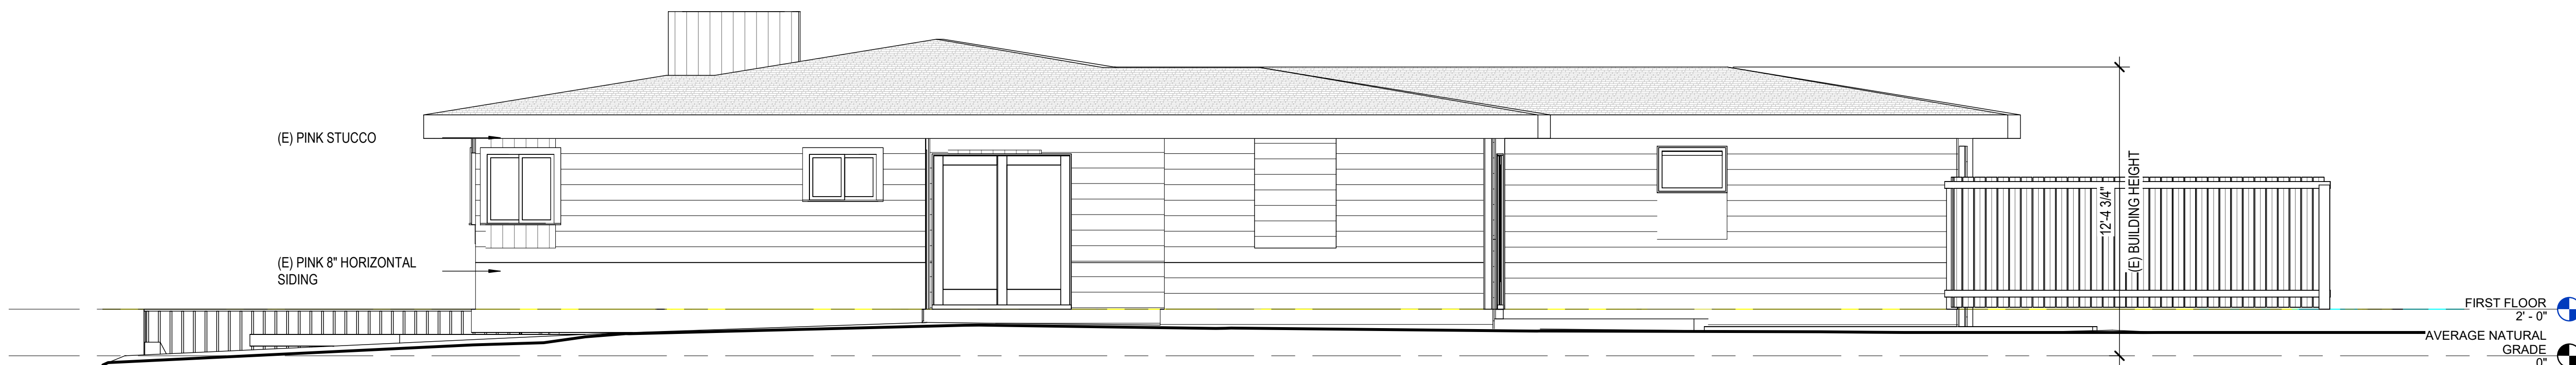 (E) PINK STUCCO
(E) PINK 8" HORIZONTAL
SIDING
12'-4 3/4"
(E) BUILDING HEIGHT
FIRST FLOOR
2' - 0"
AVERAGE NATURAL
GRADE
0"